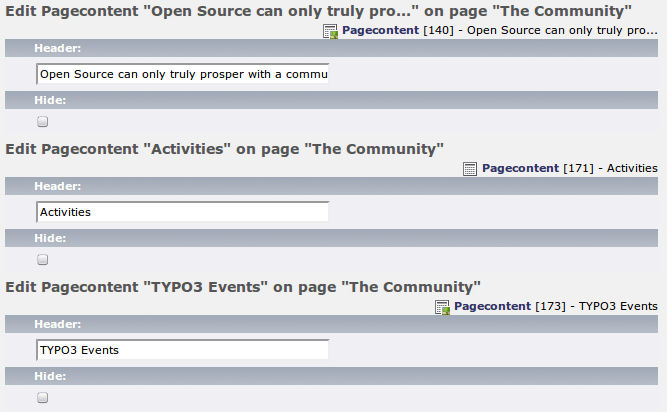 Edit Pagecontent "Open Source can only truly pro..." on page "The Community"
Pagecontent [140] - Open Source can only truly pro...
Header:
Open Source can only truly prosper with a commu
Hide:
Edit Pagecontent "Activities" on page "The Community"
Pagecontent [171] - Activities
Header:
Activities
Hide:
Edit Pagecontent "TYPO3 Events" on page "The Community"
Pagecontent [173] - TYPO3 Events
Header:
TYPO3 Events
Hide: